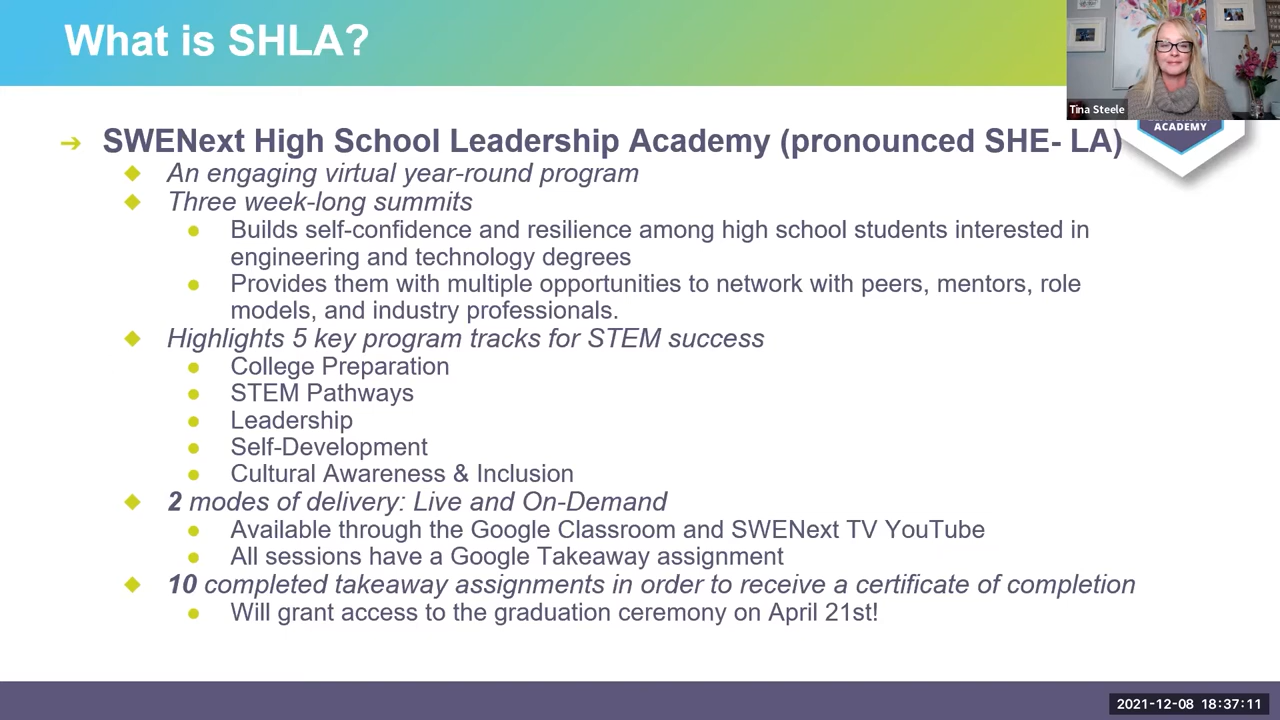 What is SHLA?
Tina Steele
ACADEMY
➔ SWENext High School Leadership Academy (pronounced SHE- LA)
◆ An engaging virtual year-round program
◆ Three week-long summits
● Builds self-confidence and resilience among high school students interested in
engineering and technology degrees
● Provides them with multiple opportunities to network with peers, mentors, role
models, and industry professionals.
◆ Highlights 5 key program tracks for STEM success
● College Preparation
● STEM Pathways
● Leadership
● Self-Development
● Cultural Awareness & Inclusion
◆ 2 modes of delivery: Live and On-Demand
● Available through the Google Classroom and SWENext TV YouTube
● All sessions have a Google Takeaway assignment
◆ 10 completed takeaway assignments in order to receive a certificate of completion
● Will grant access to the graduation ceremony on April 21st!
2021-12-08 18:37:11